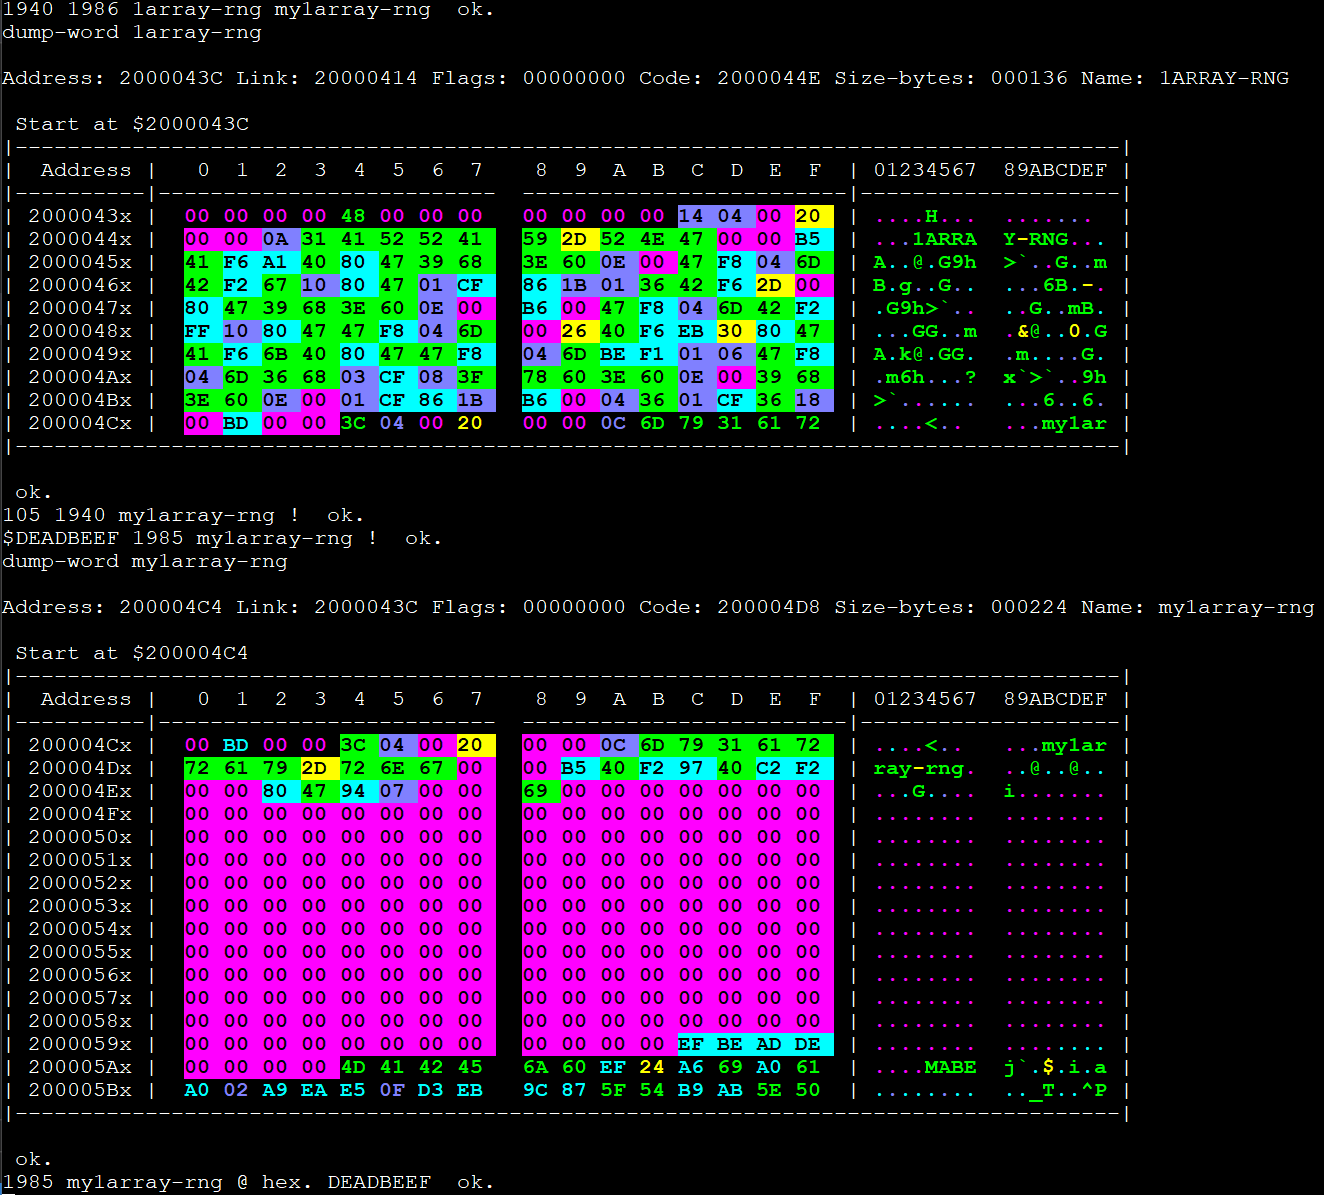 1940 1986 1array-rng my1array-rng  ok.
dump-word 1array-rng
Address: 2000043C Link: 20000414 Flags: 00000000 Code: 2000044E Size-bytes: 000136 Name: 1ARRAY-RNG
 Start at $2000043C
|-------------------------------------------------------------------------------------|
|  Address |   0  1  2  3  4  5  6  7   8  9  A  B  C  D  E  F | 01234567  89ABCDEF |
|----------|--------------------------  -------------------------|--------------------|
| 2000043x |  00 00 00 00 48 00 00 00  00 00 00 00 14 04 00 20 | ....H...  ....... |
| 2000044x |  00 00 0A 31 41 52 52 41  59 2D 52 4E 47 00 00 B5 | ...1ARRA  Y-RNG... |
| 2000045x |  41 F6 A1 40 80 47 39 68  3E 60 0E 00 47 F8 04 6D | A..@.G9h  >`..G..m |
| 2000046x |  42 F2 67 10 80 47 01 CF  86 1B 01 36 42 F6 2D 00 | B.g..G..  ...6B.-. |
| 2000047x |  80 47 39 68 3E 60 0E 00  B6 00 47 F8 04 6D 42 F2 | .G9h>`..  ..G..mB. |
| 2000048x |  FF 10 80 47 47 F8 04 6D  00 26 40 F6 EB 30 80 47 | ...GG..m  .&@..0.G |
| 2000049x |  41 F6 6B 40 80 47 47 F8  04 6D BE F1 01 06 47 F8 | A.k@.GG.  .m....G. |
| 200004Ax |  04 6D 36 68 03 CF 08 3F  78 60 3E 60 0E 00 39 68 | .m6h...?  x`>`..9h |
| 200004Bx |  3E 60 0E 00 01 CF 86 1B  B6 00 04 36 01 CF 36 18 | >`......  ...6..6. |
| 200004Cx |  00 BD 00 00 3C 04 00 20  00 00 0C 6D 79 31 61 72 | ....<..   ...my1ar |
|-------------------------------------------------------------------------------------|
 ok.
105 1940 my1array-rng !  ok.
$DEADBEEF 1985 my1array-rng !  ok.
dump-word my1array-rng
Address: 200004C4 Link: 2000043C Flags: 00000000 Code: 200004D8 Size-bytes: 000224 Name: my1array-rng
 Start at $200004C4
|-------------------------------------------------------------------------------------|
|  Address |   0  1  2  3  4  5  6  7   8  9  A  B  C  D  E  F | 01234567  89ABCDEF |
|----------|--------------------------  -------------------------|--------------------|
| 200004Cx |  00 BD 00 00 3C 04 00 20  00 00 0C 6D 79 31 61 72 | ....<..   ...my1ar |
| 200004Dx |  72 61 79 2D 72 6E 67 00  00 B5 40 F2 97 40 C2 F2 | ray-rng.  ..@..@.. |
| 200004Ex |  00 00 80 47 94 07 00 00  69 00 00 00 00 00 00 00 | ...G....  i....... |
| 200004Fx |  00 00 00 00 00 00 00 00  00 00 00 00 00 00 00 00 | ........  ........ |
| 2000050x |  00 00 00 00 00 00 00 00  00 00 00 00 00 00 00 00 | ........  ........ |
| 2000051x |  00 00 00 00 00 00 00 00  00 00 00 00 00 00 00 00 | ........  ........ |
| 2000052x |  00 00 00 00 00 00 00 00  00 00 00 00 00 00 00 00 | ........  ........ |
| 2000053x |  00 00 00 00 00 00 00 00  00 00 00 00 00 00 00 00 | ........  ........ |
| 2000054x |  00 00 00 00 00 00 00 00  00 00 00 00 00 00 00 00 | ........  ........ |
| 2000055x |  00 00 00 00 00 00 00 00  00 00 00 00 00 00 00 00 | ........  ........ |
| 2000056x |  00 00 00 00 00 00 00 00  00 00 00 00 00 00 00 00 | ........  ........ |
| 2000057x |  00 00 00 00 00 00 00 00  00 00 00 00 00 00 00 00 | ........  ........ |
| 2000058x |  00 00 00 00 00 00 00 00  00 00 00 00 00 00 00 00 | ........  ........ |
| 2000059x |  00 00 00 00 00 00 00 00  00 00 00 00 EF BE AD DE | ........  ........ |
| 200005Ax |  00 00 00 00 4D 41 42 45  6A 60 EF 24 A6 69 A0 61 | ....MABE  j`.$.i.a |
| 200005Bx |  A0 02 A9 EA E5 0F D3 EB  9C 87 5F 54 B9 AB 5E 50 | ........  .._T..^P |
|-------------------------------------------------------------------------------------|
 ok.
1985 my1array-rng @ hex. DEADBEEF  ok.